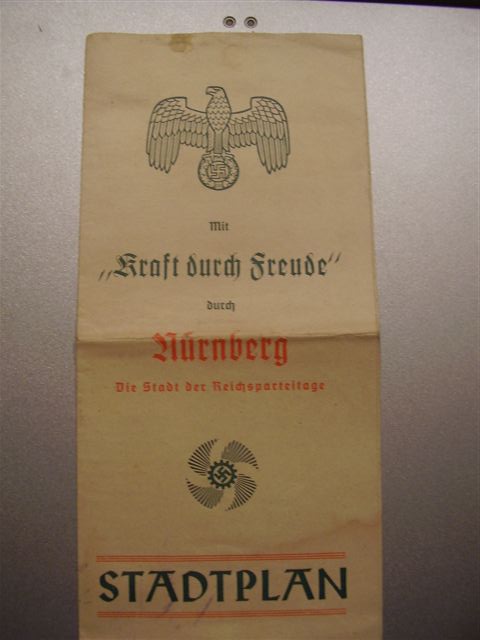 Mit
„Kraft durch Freude"
durch
Nürnberg
Die Stadt der Reichsparteitage
STADTPLAN